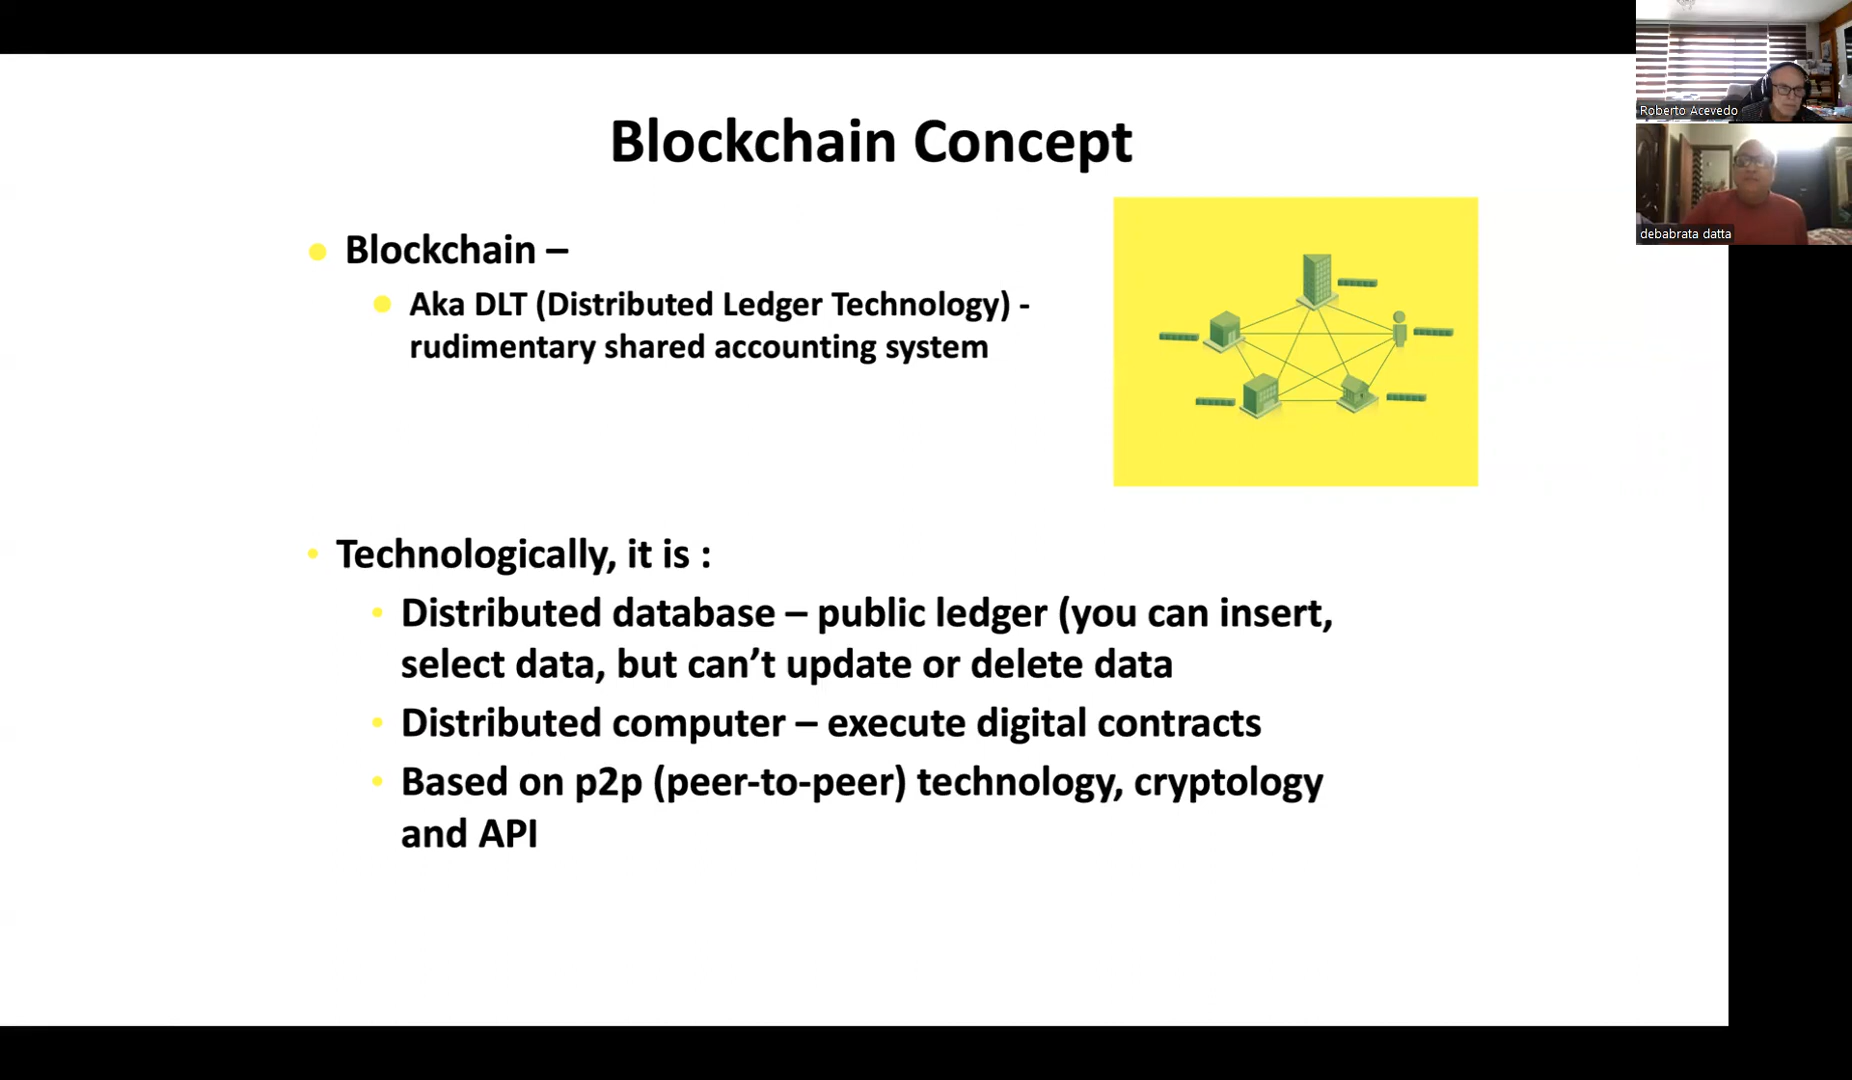 Blockchain Concept
Roberto Acevedo
debabrata datta
● Blockchain –
● Aka DLT (Distributed Ledger Technology) -
rudimentary shared accounting system
• Technologically, it is :
• Distributed database – public ledger (you can insert,
select data, but can’t update or delete data
• Distributed computer – execute digital contracts
• Based on p2p (peer-to-peer) technology, cryptology
and API